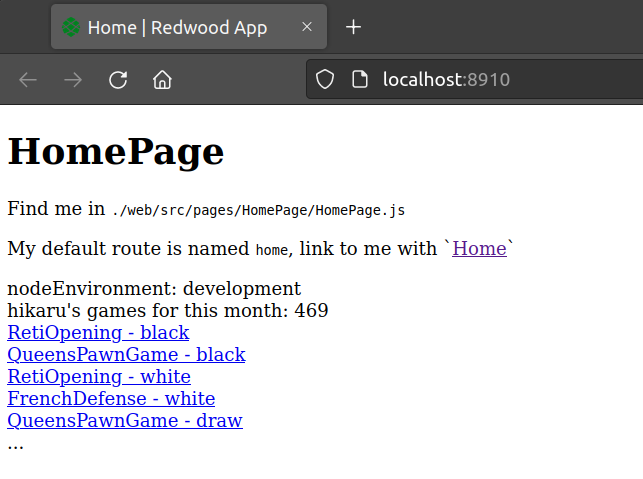 Home | Redwood App
localhost:8910
HomePage
Find me in ./web/src/pages/HomePage/HomePage.js
My default route is named home, link to me with `Home`
nodeEnvironment: development
hikaru's games for this month: 469
RetiOpening - black
QueensPawnGame - black
RetiOpening - white
FrenchDefense - white
QueensPawnGame - draw
...